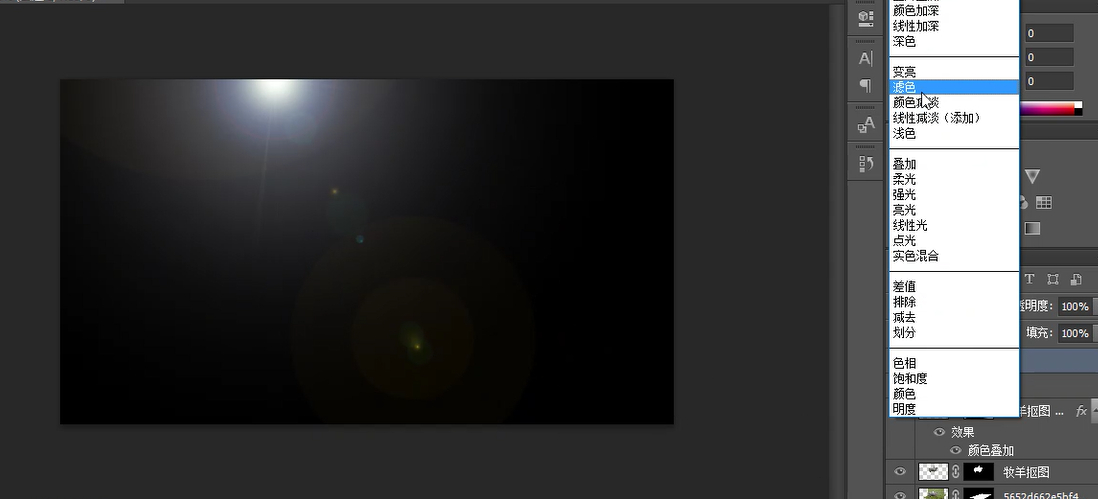 颜色加深
线性加深
深色
变亮
滤色
颜色减淡
线性减淡（添加）
浅色
叠加
柔光
强光
亮光
线性光
点光
实色混合
差值
排除
减去
划分
色相
饱和度
颜色
明度
0
0
0
A|
A
T
透明度: 100%
填充: 100%
牧羊抠图 ... fx
效果
颜色叠加
牧羊抠图
5652d662e5bf4